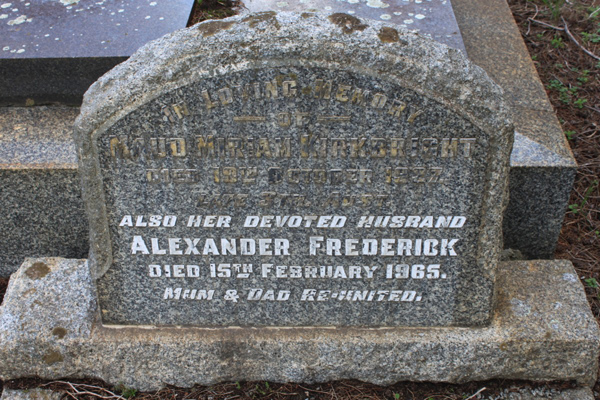 In Loving Memory
— of —
Maud Miriam Kirkbright
Died
October
Also Her Devoted Husband
Alexander Frederick
Died 15th February 1965.
Mum & Dad Re-united.